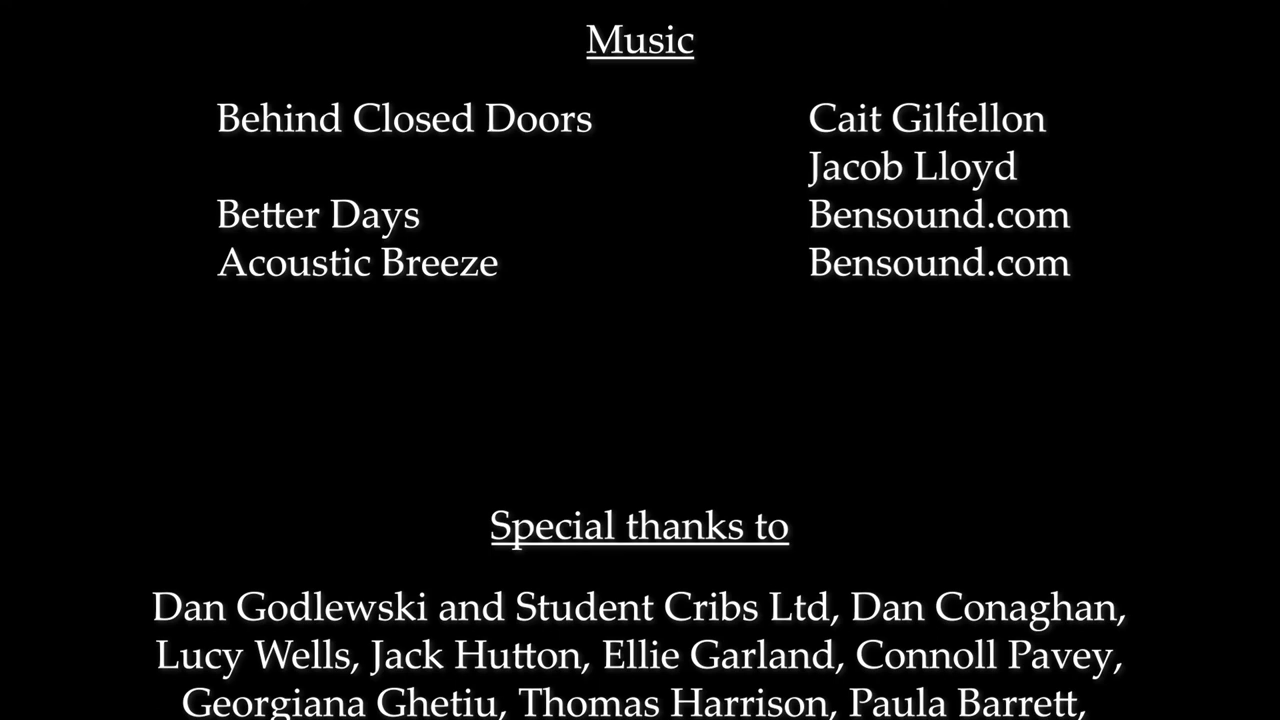 Music
Behind Closed Doors Cait Gilfellon
Jacob Lloyd
Better Days Bensound.com
Acoustic Breeze Bensound.com
Special thanks to
Dan Godlewski and Student Cribs Ltd, Dan Conaghan,
Lucy Wells, Jack Hutton, Ellie Garland, Connoll Pavey,
Georgiana Ghetiu, Thomas Harrison, Paula Barrett,